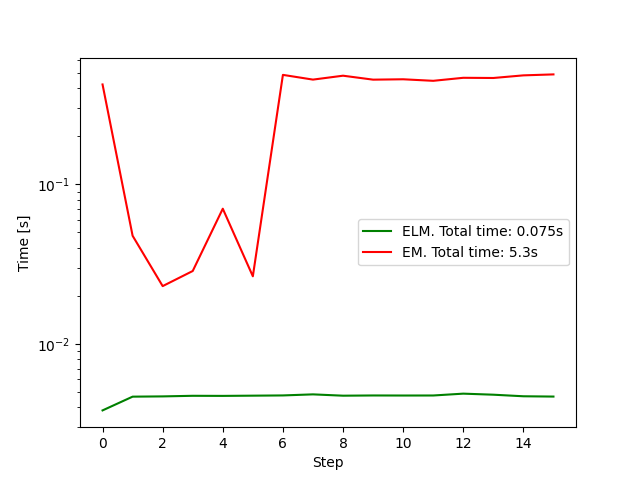 Time [s]
10⁻¹
10⁻²
ELM. Total time: 0.075s
EM. Total time: 5.3s
0 2 4 6 8 10 12 14
Step